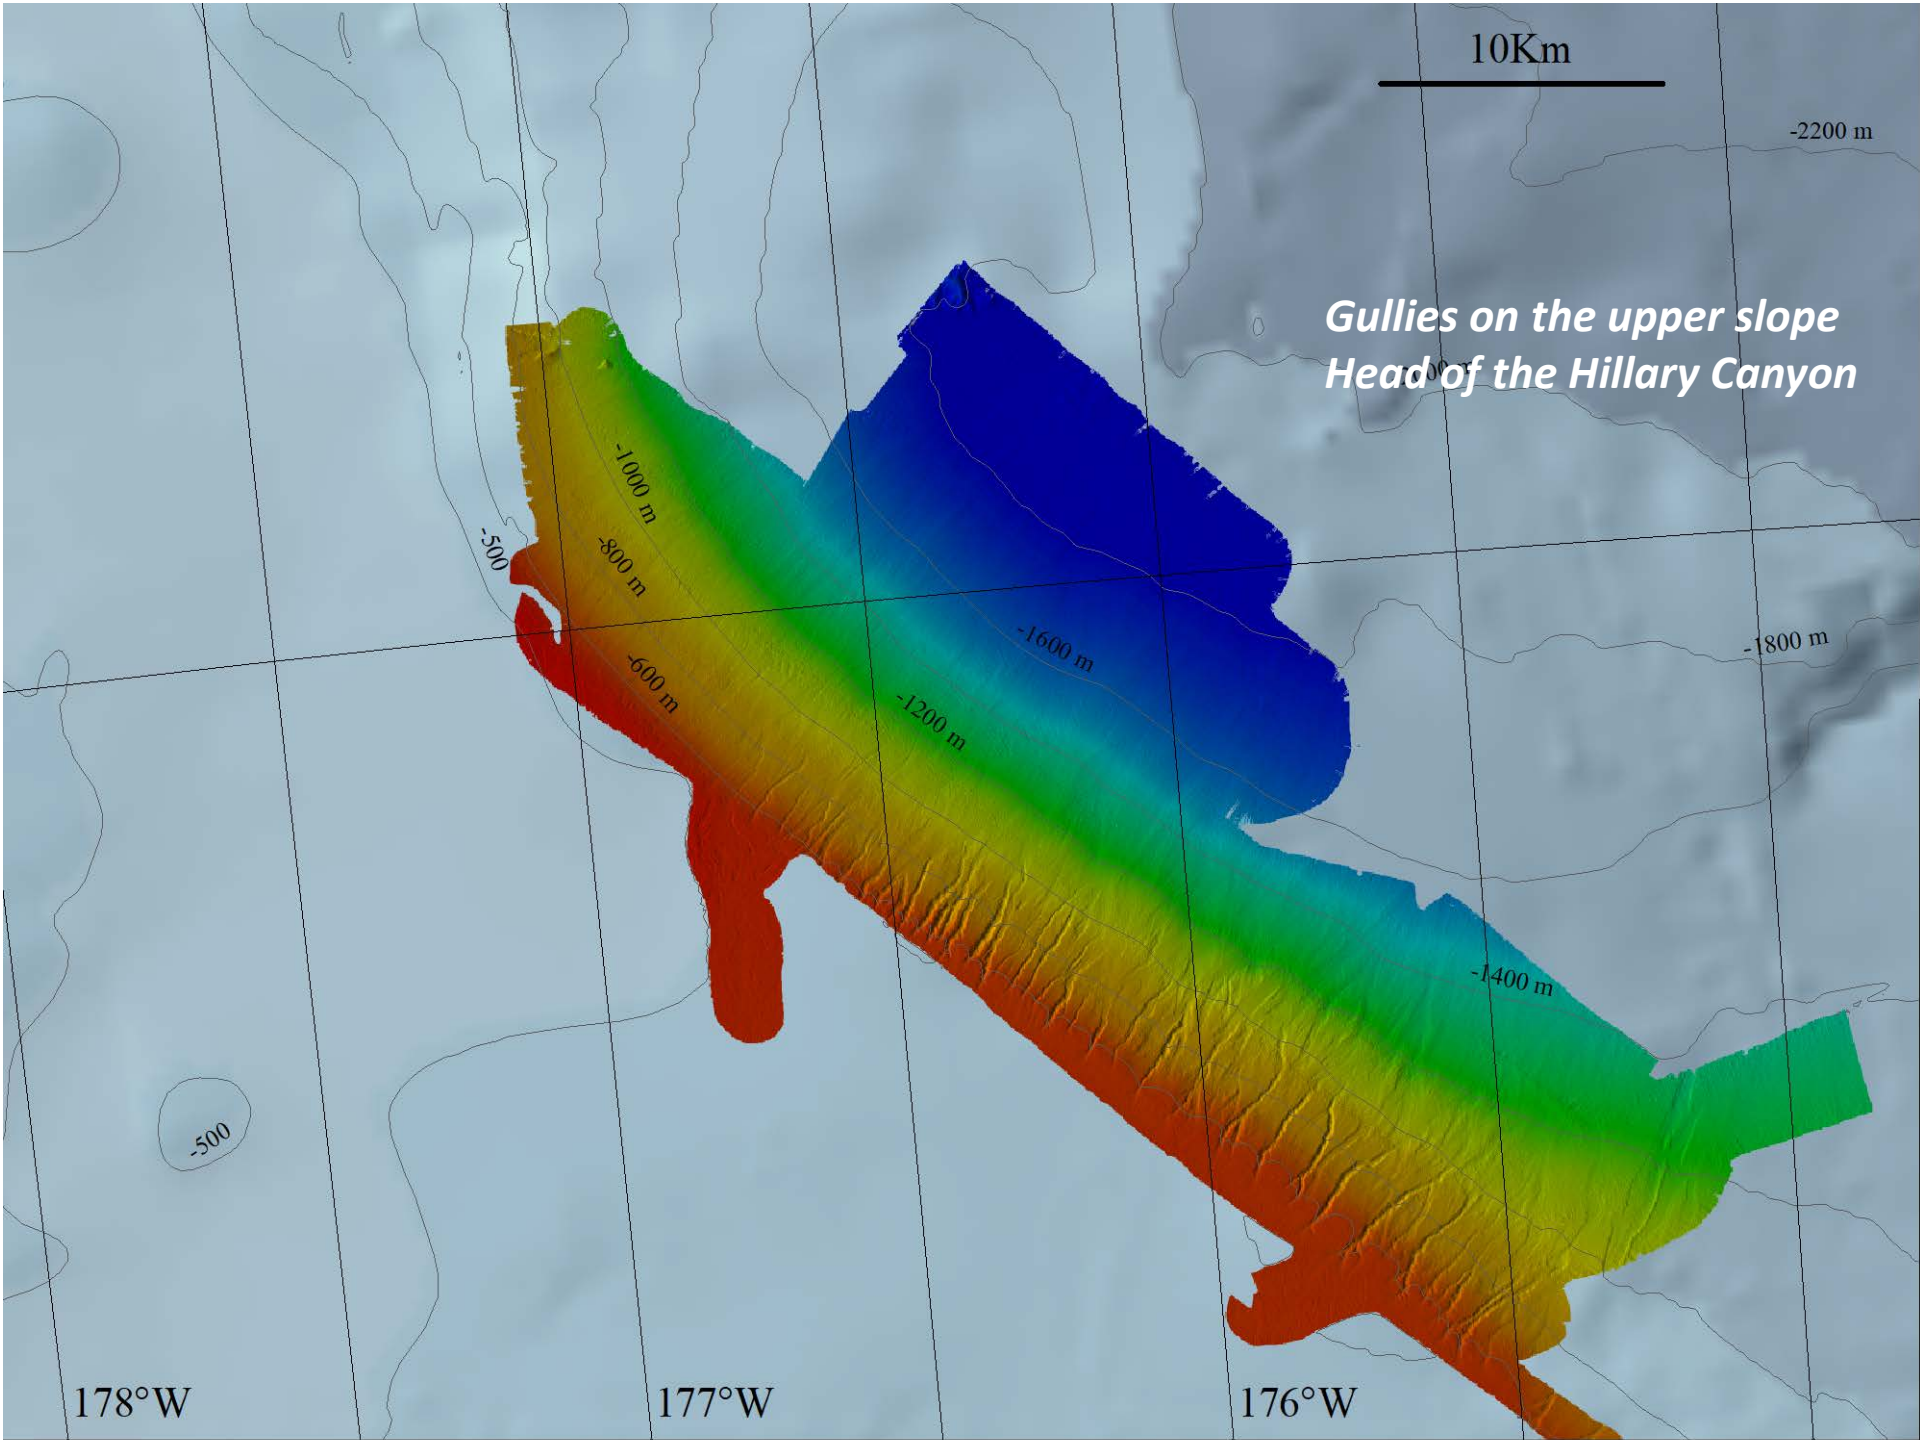 10Km
-2200 m
Gullies on the upper slope
Head of the Hillary Canyon
-1000 m
-500
-800 m
-600 m
-1600 m
-1800 m
-1200 m
-1400 m
-500
178°W
177°W
176°W